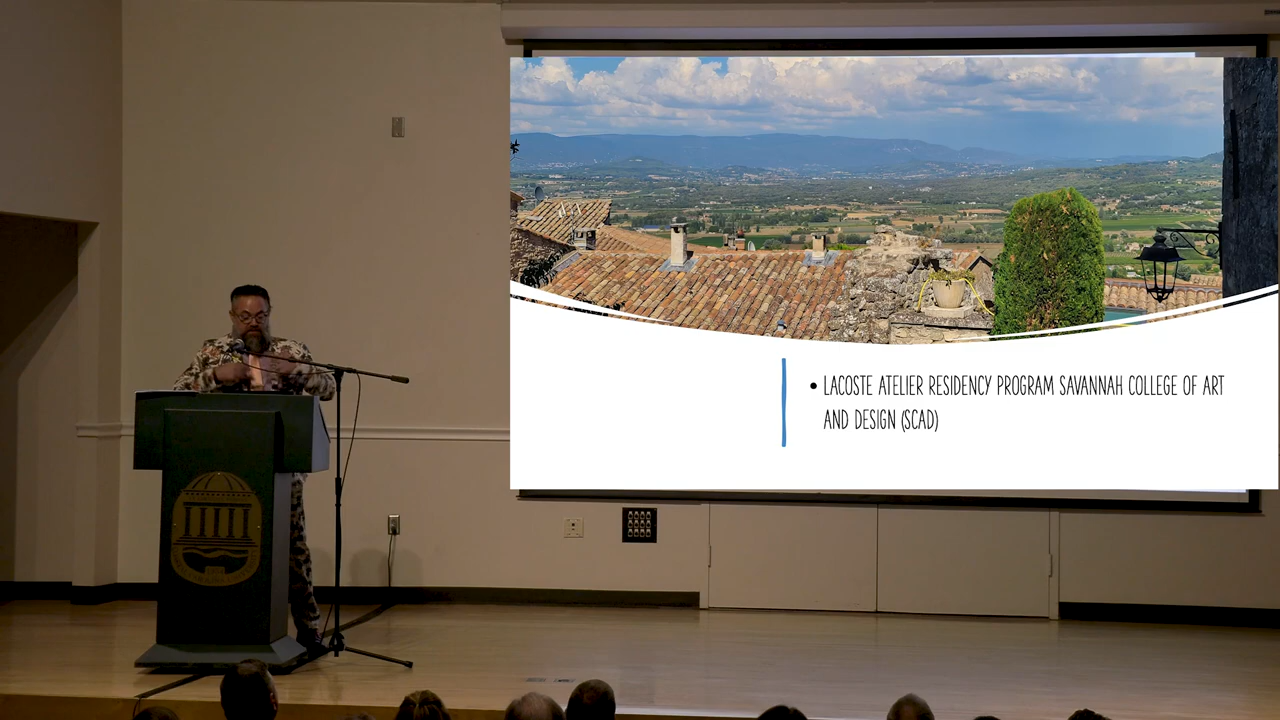 • LACOSTE ATELIER RESIDENCY PROGRAM SAVANNAH COLLEGE OF ART
AND DESIGN (SCAD)